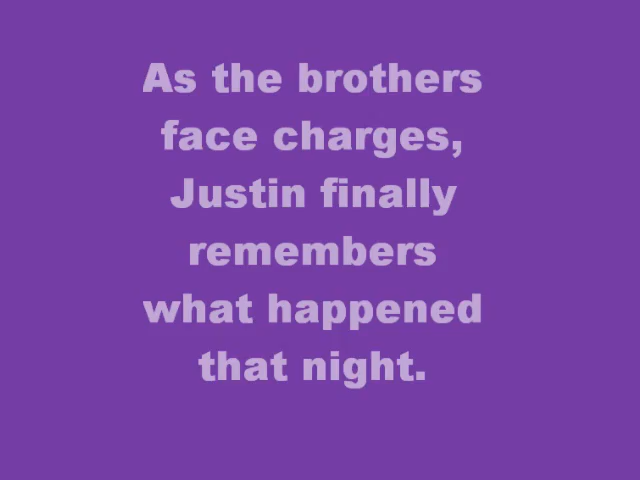 As the brothers
face charges,
Justin finally
remembers
what happened
that night.